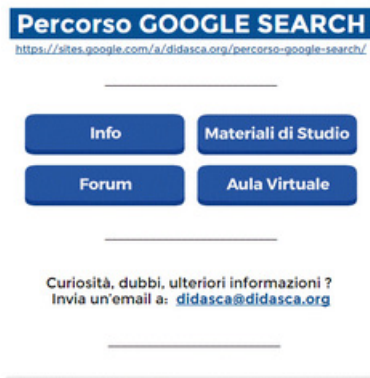 Percorso GOOGLE SEARCH
https://sites.google.com/a/didasca.org/percorso-google-search/
Info
Materiali di Studio
Forum
Aula Virtuale
Curiosità, dubbi, ulteriori informazioni ?
Invia un'email a: didasca@didasca.org